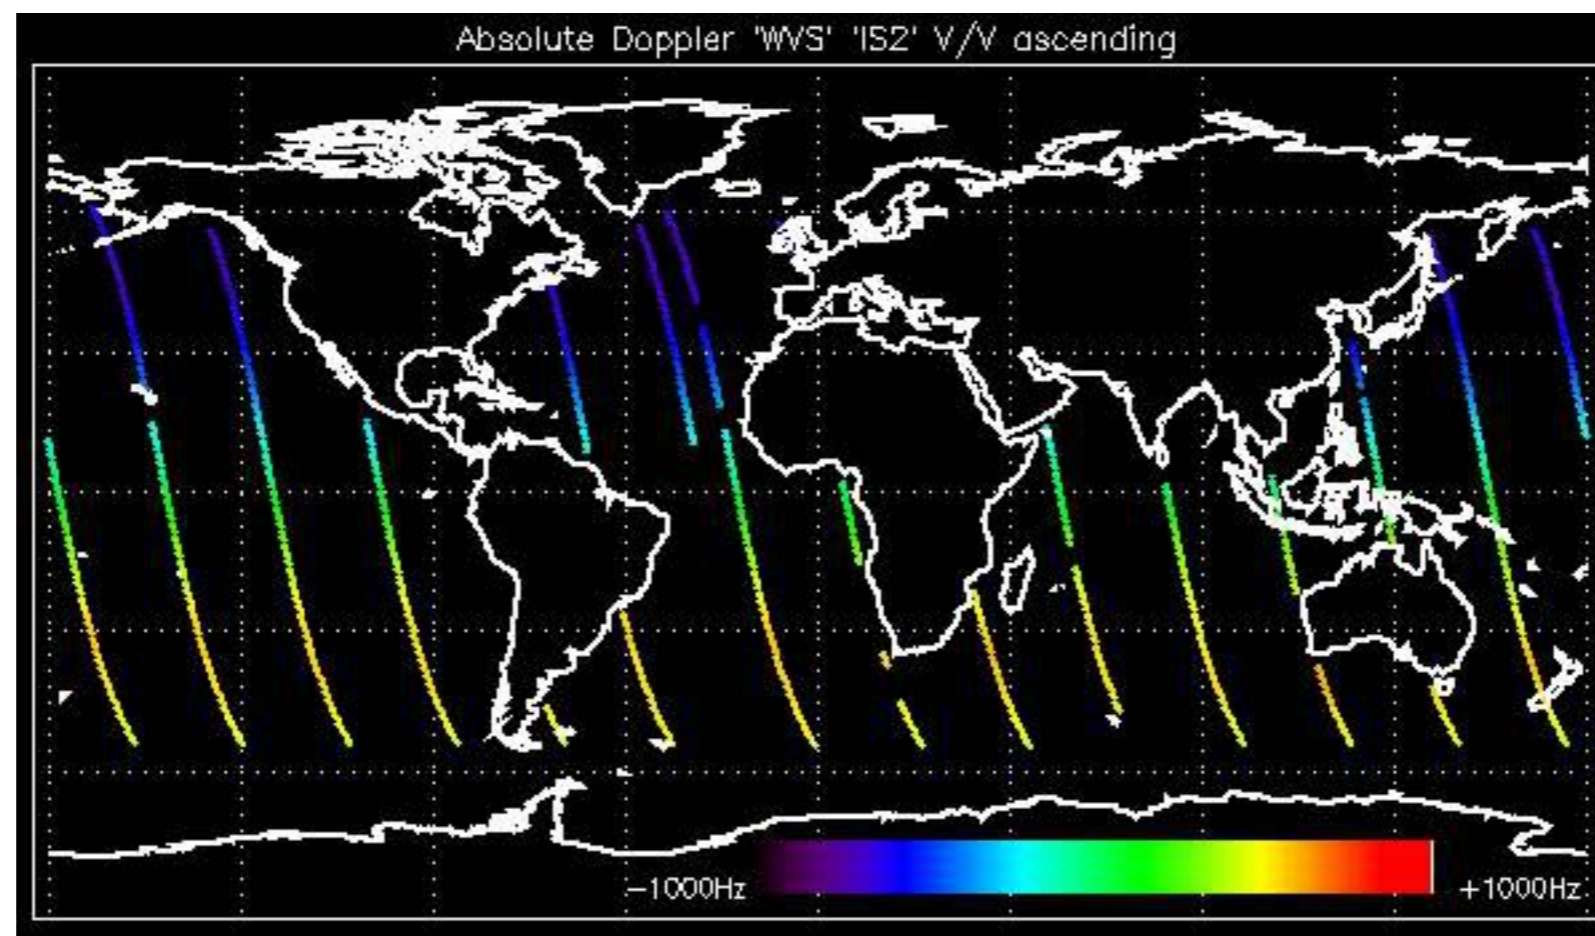 Absolute Doppler 'WVS' 'IS2' V/V ascending
−1000Hz
+1000Hz